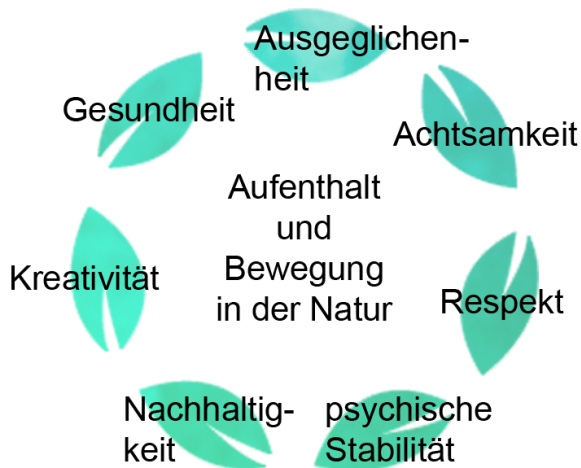 Ausgeglichen-
heit
Gesundheit
Achtsamkeit
Aufenthalt
und
Bewegung
in der Natur
Kreativität
Respekt
Nachhaltig-
keit
psychische
Stabilität